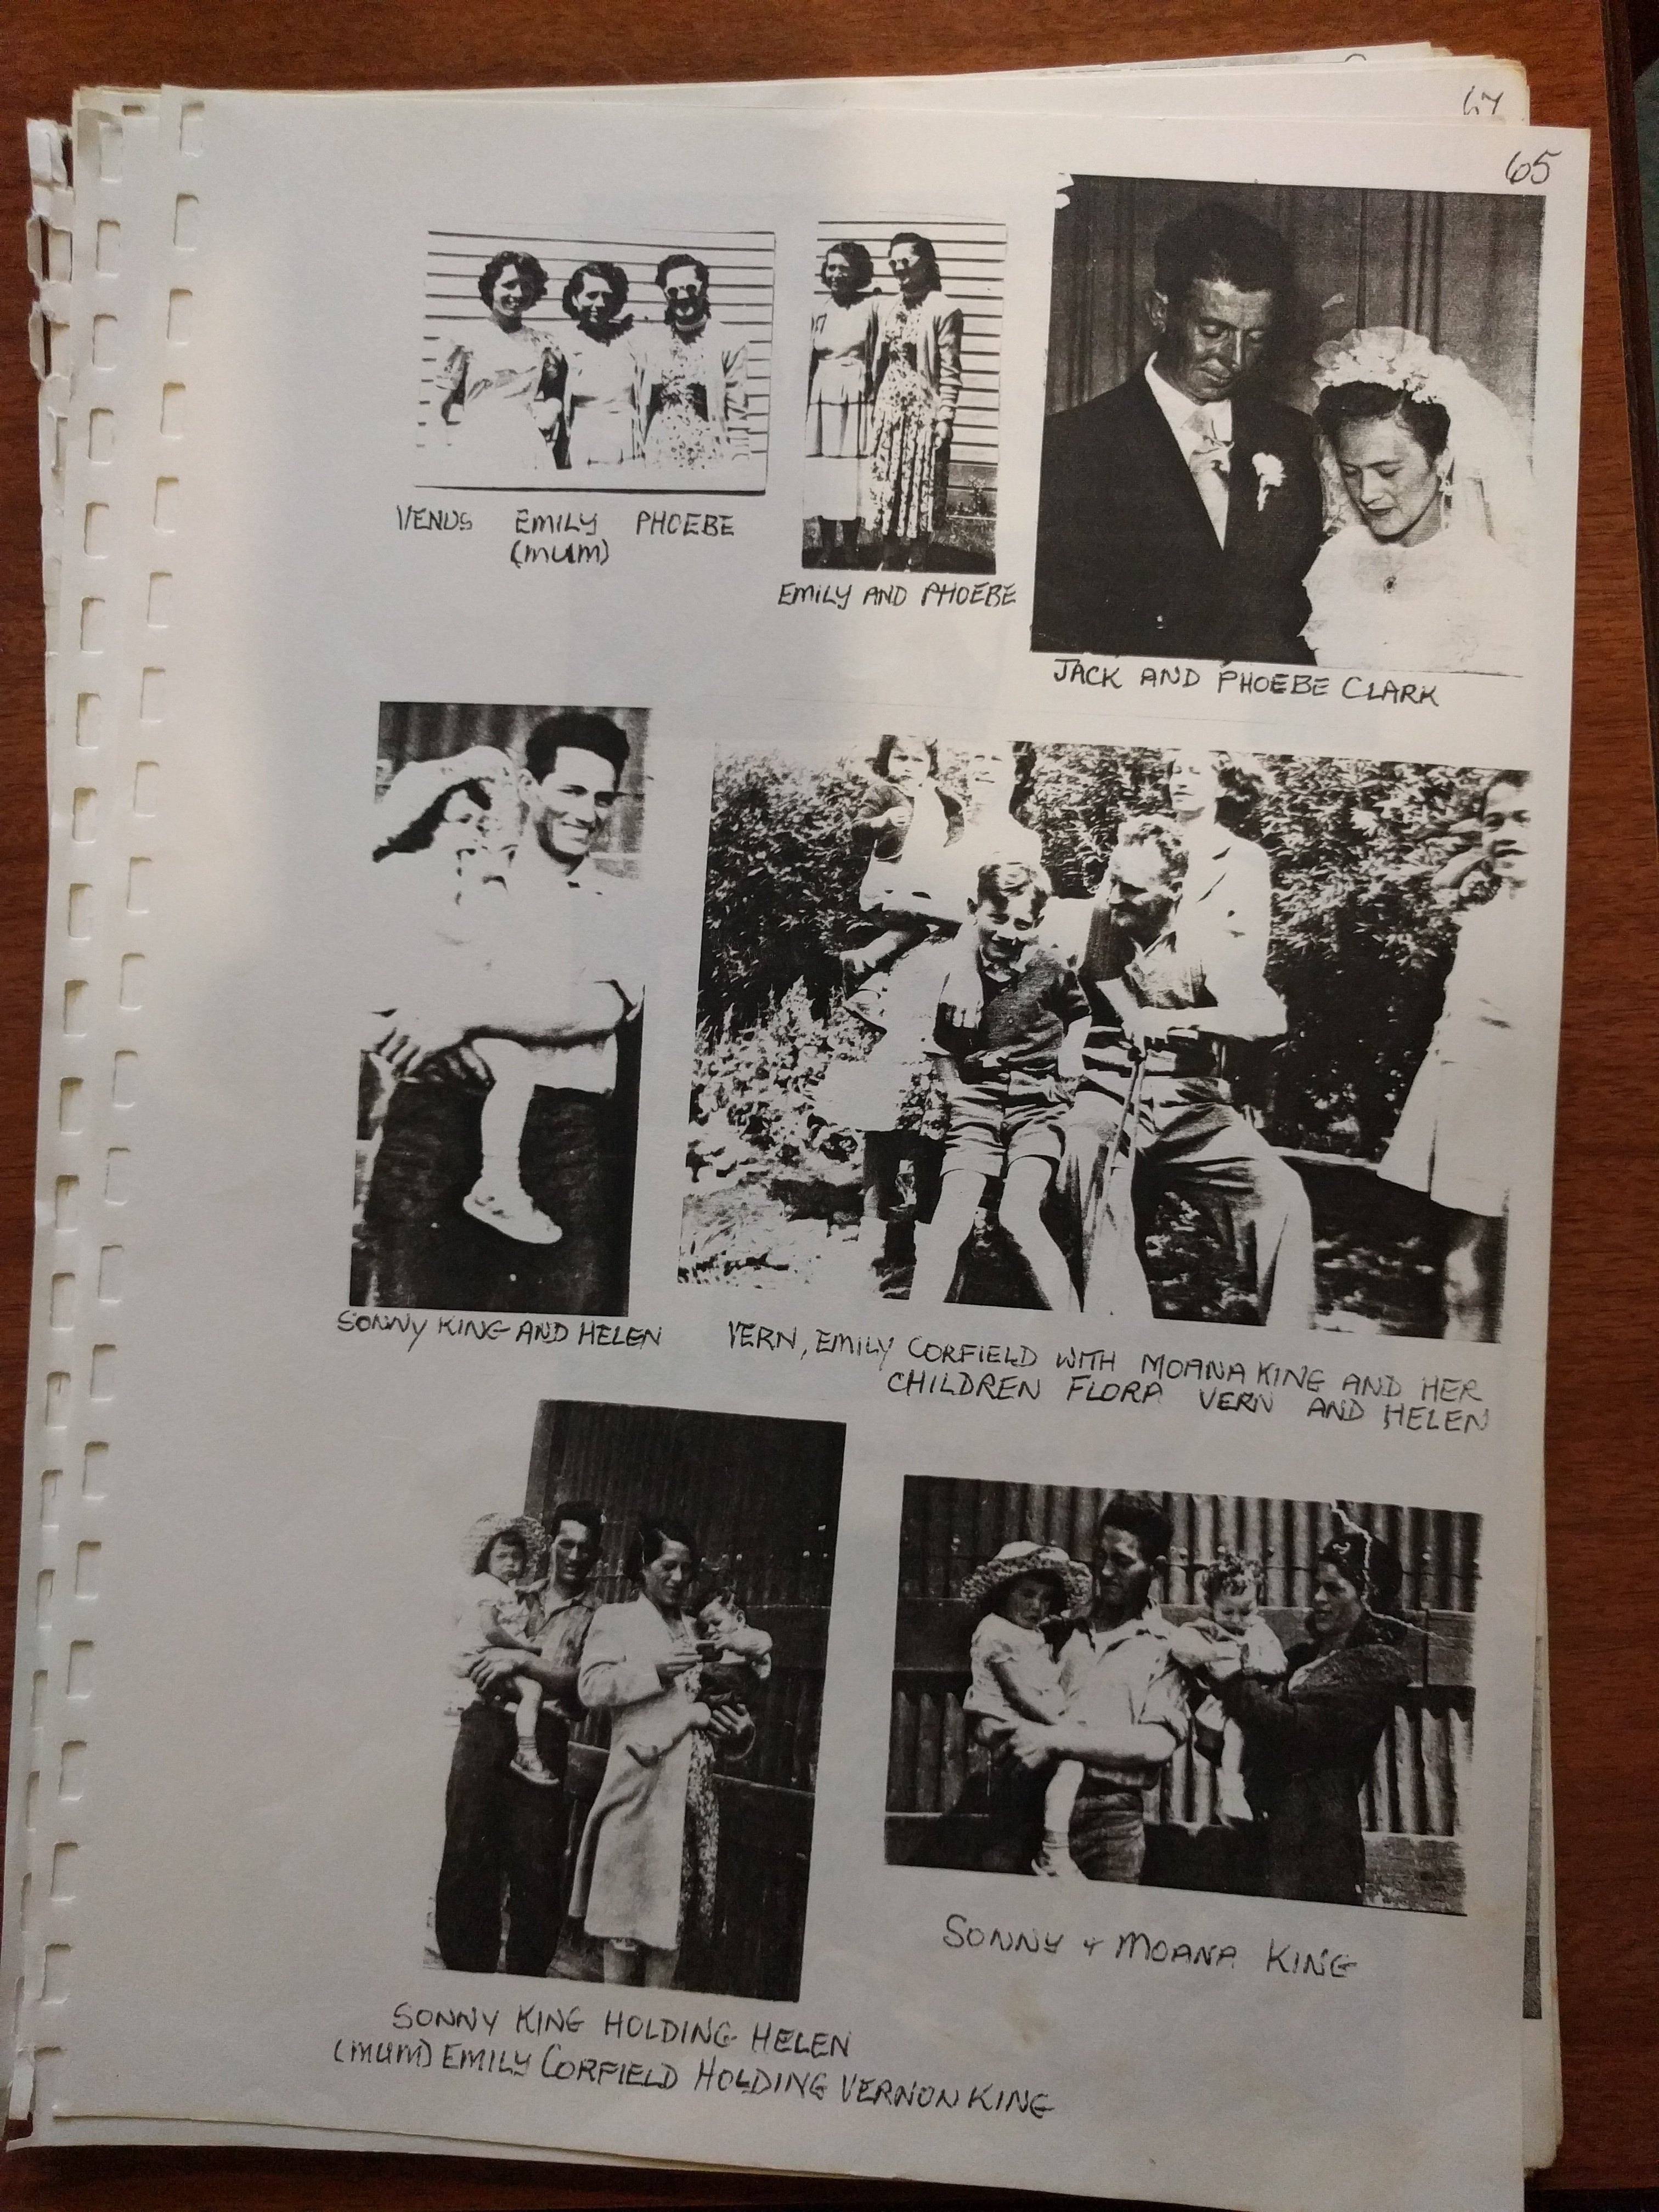 65
VENUS EMILY PHOEBE
(MUM)
EMILY AND PHOEBE
JACK AND PHOEBE CLARK
SONNY KING AND HELEN
VERN, EMILY CORFIELD WITH MOANA KING AND HER
CHILDREN FLORA VERN AND HELEN
SONNY KING HOLDING HELEN
(MUM) EMILY CORFIELD HOLDING VERNON KING
SONNY + MOANA KING